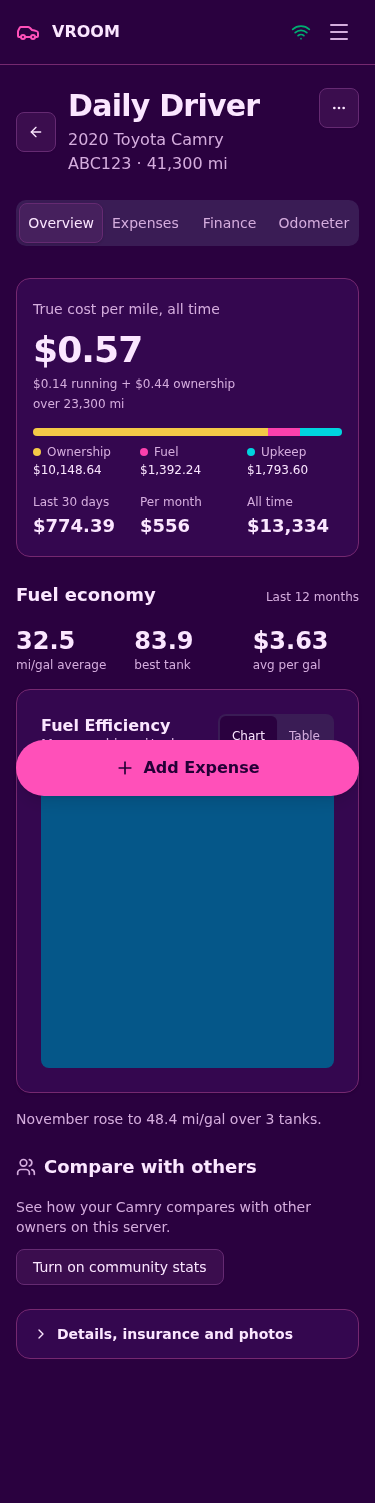 VROOM
Daily Driver
2020 Toyota Camry
ABC123 · 41,300 mi
Overview Expenses Finance Odometer
True cost per mile, all time
$0.57
$0.14 running + $0.44 ownership
over 23,300 mi
Ownership Fuel Upkeep
$10,148.64 $1,392.24 $1,793.60
Last 30 days Per month All time
$774.39 $556 $13,334
Fuel economy Last 12 months
32.5 83.9 $3.63
mi/gal average best tank avg per gal
Fuel Efficiency
Chart Table
Add Expense
November rose to 48.4 mi/gal over 3 tanks.
Compare with others
See how your Camry compares with other
owners on this server.
Turn on community stats
Details, insurance and photos